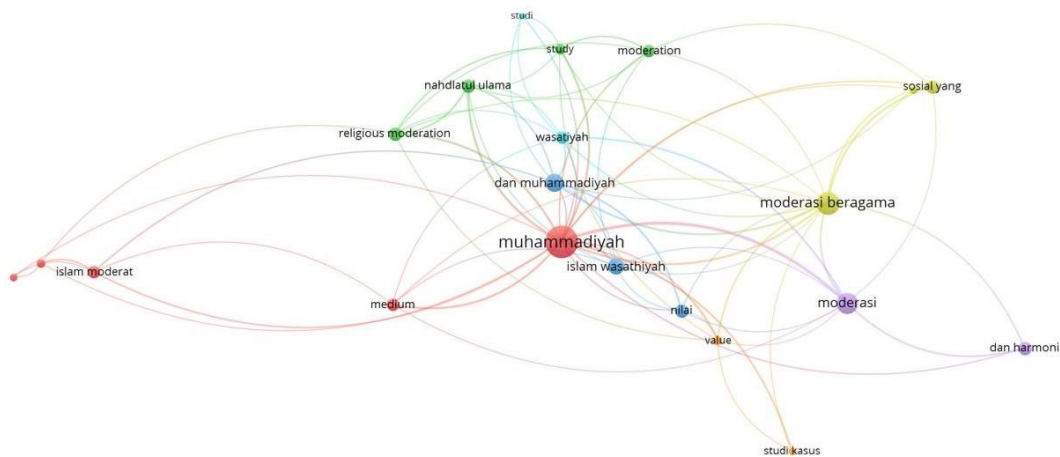 studi
study
moderation
nahdlatul ulama
sosial yang
religious moderation
wasatiyah
dan muhammadiyah
moderasi beragama
muhammadiyah
islam wasathiyah
islam moderat
medium
moderasi
nilai
value
dan harmoni
studi kasus